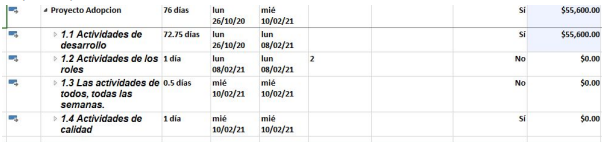 Proyecto Adopcion 76 días lun 26/10/20 mié 10/02/21 Sí $55,600.00
1.1 Actividades de desarrollo 72.75 días lun 26/10/20 lun 08/02/21 Sí $55,600.00
1.2 Actividades de los roles 1 día lun 08/02/21 lun 08/02/21 2 No $0.00
1.3 Las actividades de todos, todas las semanas. 0.5 días mié 10/02/21 mié 10/02/21 No $0.00
1.4 Actividades de calidad 1 día mié 10/02/21 mié 10/02/21 Sí $0.00